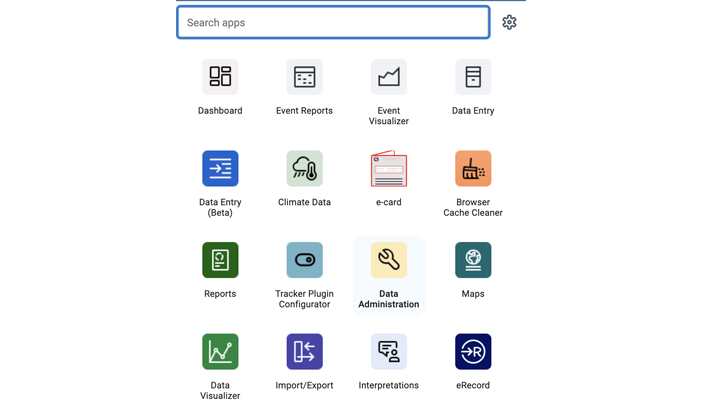 Search apps
Dashboard
Event Reports
Event
Visualizer
Data Entry
Data Entry
(Beta)
Climate Data
e-card
Browser
Cache Cleaner
Reports
Tracker Plugin
Configurator
Data
Administration
Maps
Data
Visualizer
Import/Export
Interpretations
R
eRecord